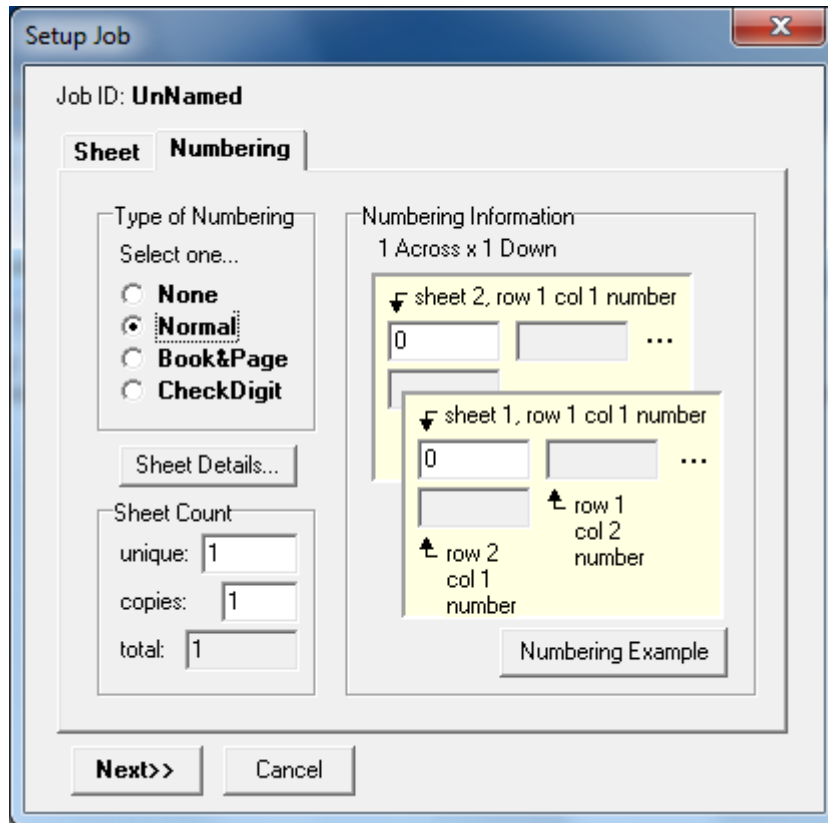 Setup Job
Job ID: UnNamed
Sheet
Numbering
Type of Numbering
Select one...
None
Normal
Book&Page
CheckDigit
Sheet Details...
Sheet Count
unique: 1
copies: 1
total: 1
Numbering Information
1 Across x 1 Down
sheet 2, row 1 col 1 number
0
...
sheet 1, row 1 col 1 number
0
...
row 1
col 2
number
row 2
col 1
number
Numbering Example
Next>>
Cancel